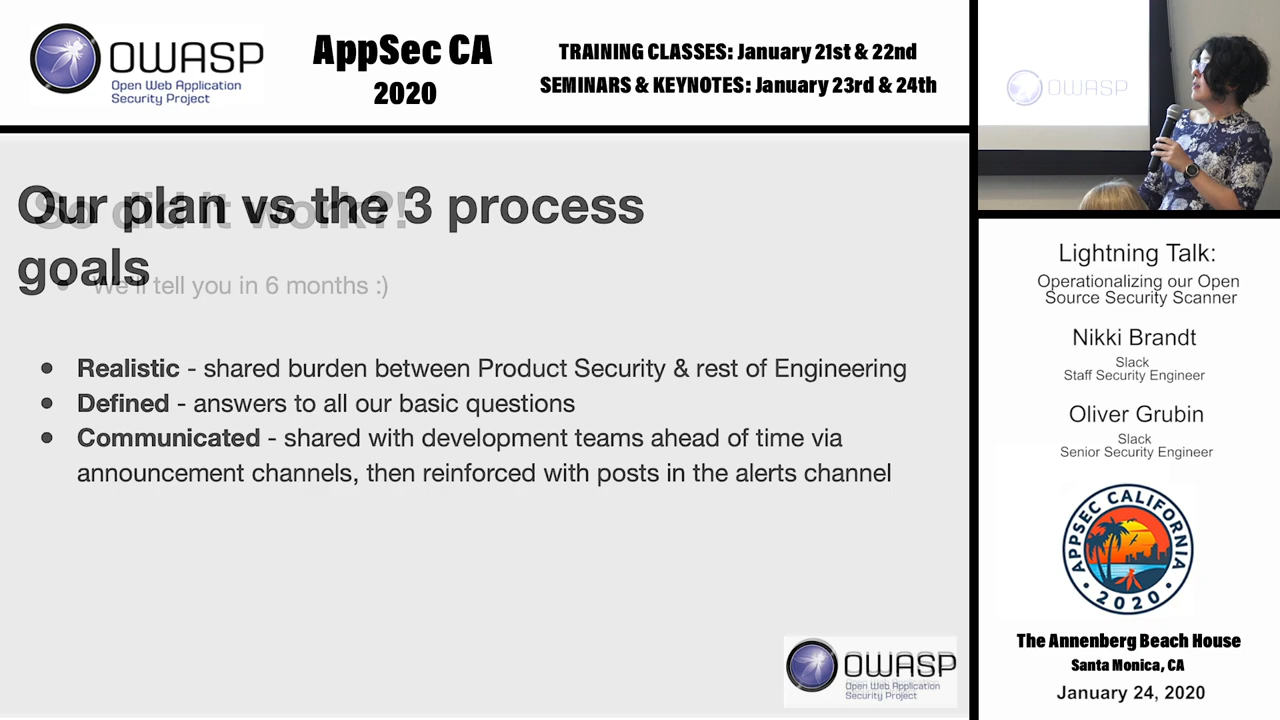 OWASP
Open Web Application
Security Project
AppSec CA
2020
TRAINING CLASSES: January 21st & 22nd
SEMINARS & KEYNOTES: January 23rd & 24th
OWASP
Our plan vs the 3 process
goals
So did it work?!
• We'll tell you in 6 months :)
• Realistic - shared burden between Product Security & rest of Engineering
• Defined - answers to all our basic questions
• Communicated - shared with development teams ahead of time via
announcement channels, then reinforced with posts in the alerts channel
OWASP
Open Web Application
Security Project
Lightning Talk:
Operationalizing our Open
Source Security Scanner
Nikki Brandt
Slack
Staff Security Engineer
Oliver Grubin
Slack
Senior Security Engineer
APPSEC CALIFORNIA
• 2020 •
The Annenberg Beach House
Santa Monica, CA
January 24, 2020